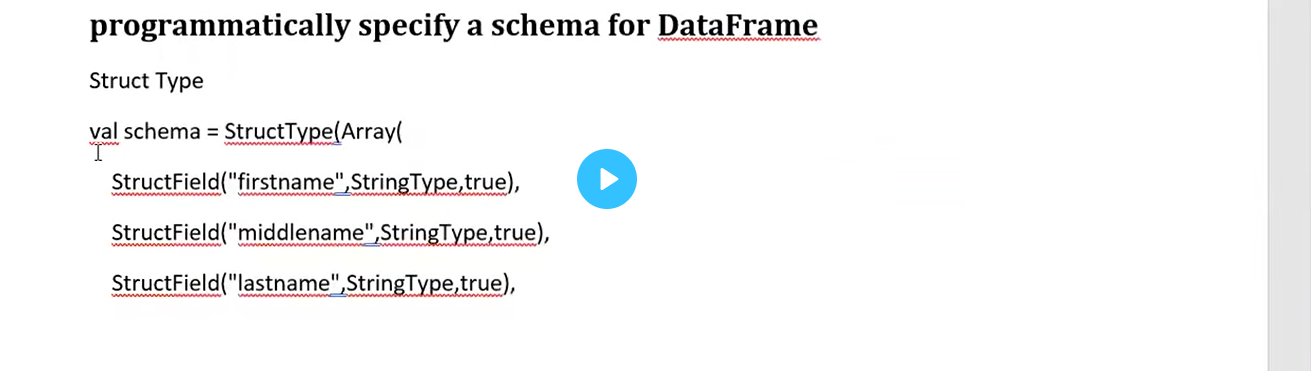 programmatically specify a schema for DataFrame
Struct Type
val schema = StructType(Array(
StructField("firstname",StringType,true),
StructField("middlename",StringType,true),
StructField("lastname",StringType,true),